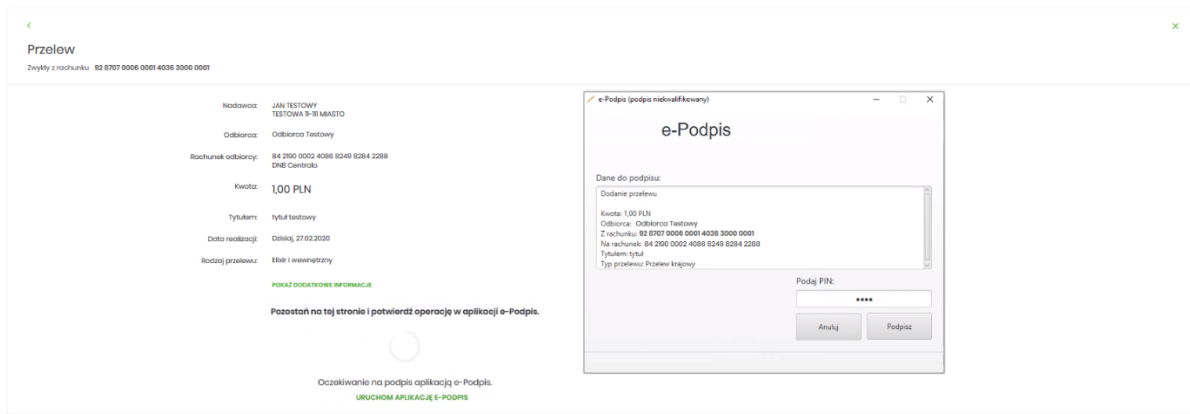 Przelew
Zwykły z rachunku 92 8707 0006 0001 4036 3000 0001
Nadawca: JAN TESTOWY
TESTOWA 11-111 MIASTO
Odbiorca: Odbiorca Testowy
Rachunek odbiorcy: 84 2190 0002 4086 8249 8284 2288
DNB Centrala
Kwota: 1,00 PLN
Tytułem: tytuł testowy
Data realizacji: Dzisiaj, 27.02.2020
Rodzaj przelewu: Elixir i wewnętrzny
POKAŻ DODATKOWE INFORMACJE
Pozostań na tej stronie i potwierdź operację w aplikacji e-Podpis.
Oczekiwanie na podpis aplikacją e-Podpis.
URUCHOM APLIKACJĘ E-PODPIS
e-Podpis (podpis niekwalifikowany)
e-Podpis
Dane do podpisu:
Dodanie przelewu
Kwota: 1,00 PLN
Odbiorca: Odbiorca Testowy
Z rachunku: 92 8707 0006 0001 4036 3000 0001
Na rachunek: 84 2190 0002 4086 8249 8284 2288
Tytułem: tytuł
Typ przelewu: Przelew krajowy
Podaj PIN:
••••
Anuluj
Podpisz